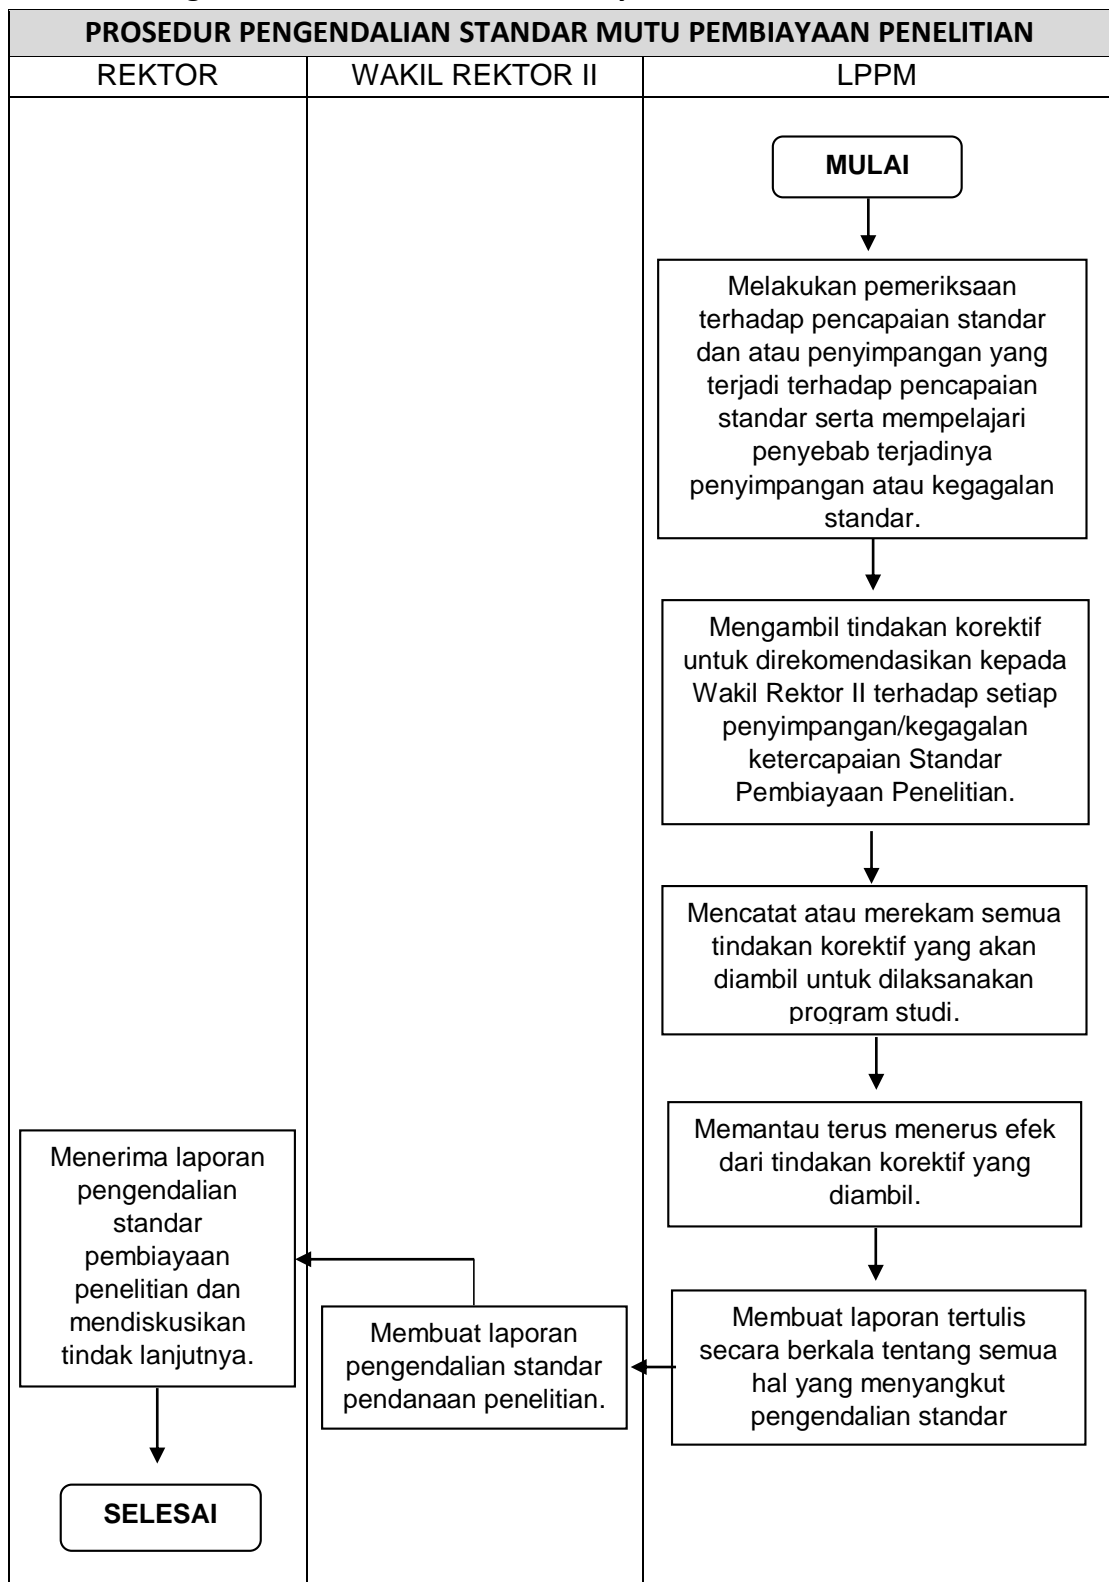 PROSEDUR PENGENDALIAN STANDAR MUTU PEMBIAYAAN PENELITIAN
REKTOR
WAKIL REKTOR II
LPPM
MULAI
Melakukan pemeriksaan
terhadap pencapaian standar
dan atau penyimpangan yang
terjadi terhadap pencapaian
standar serta mempelajari
penyebab terjadinya
penyimpangan atau kegagalan
standar.
Mengambil tindakan korektif
untuk direkomendasikan kepada
Wakil Rektor II terhadap setiap
penyimpangan/kegagalan
ketercapaian Standar
Pembiayaan Penelitian.
Mencatat atau merekam semua
tindakan korektif yang akan
diambil untuk dilaksanakan
program studi.
Memantau terus menerus efek
dari tindakan korektif yang
diambil.
Membuat laporan tertulis
secara berkala tentang semua
hal yang menyangkut
pengendalian standar
Membuat laporan
pengendalian standar
pendanaan penelitian.
Menerima laporan
pengendalian
standar
pembiayaan
penelitian dan
mendiskusikan
tindak lanjutnya.
SELESAI